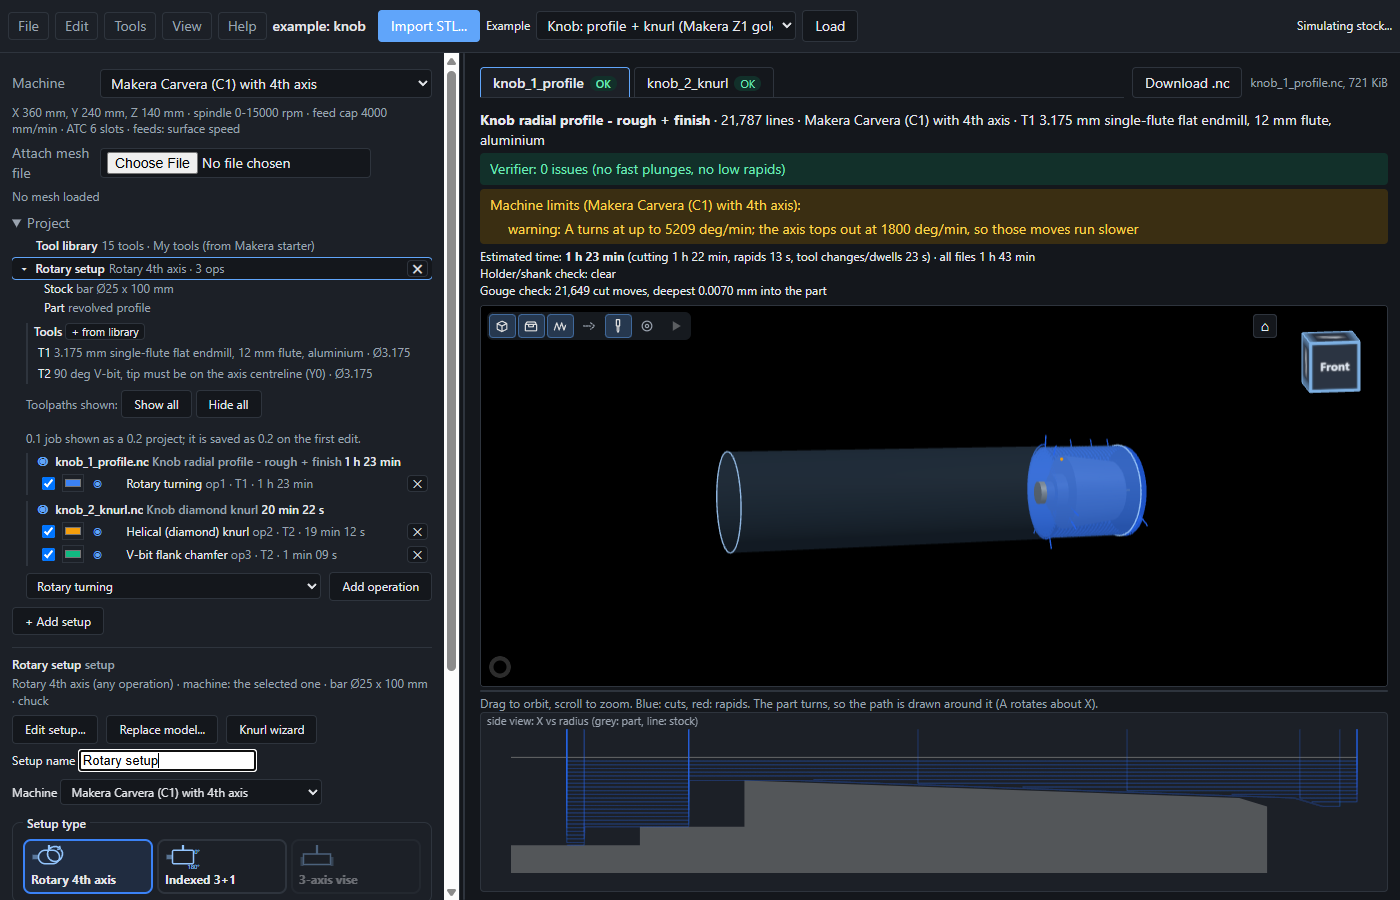 File Edit Tools View Help example: knob Import STL... Example Knob: profile + knurl (Makera Z1 gol Load Simulating stock...
Machine Makera Carvera (C1) with 4th axis
X 360 mm, Y 240 mm, Z 140 mm · spindle 0-15000 rpm · feed cap 4000
mm/min · ATC 6 slots · feeds: surface speed
Attach mesh
file
Choose File No file chosen
No mesh loaded
Project
Tool library 15 tools · My tools (from Makera starter)
Rotary setup Rotary 4th axis · 3 ops
Stock bar Ø25 x 100 mm
Part revolved profile
Tools + from library
T1 3.175 mm single-flute flat endmill, 12 mm flute, aluminium · Ø3.175
T2 90 deg V-bit, tip must be on the axis centreline (Y0) · Ø3.175
Toolpaths shown: Show all Hide all
0.1 job shown as a 0.2 project; it is saved as 0.2 on the first edit.
knob_1_profile.nc Knob radial profile - rough + finish 1 h 23 min
Rotary turning op1 · T1 · 1 h 23 min
knob_2_knurl.nc Knob diamond knurl 20 min 22 s
Helical (diamond) knurl op2 · T2 · 19 min 12 s
V-bit flank chamfer op3 · T2 · 1 min 09 s
Rotary turning Add operation
+ Add setup
Rotary setup setup
Rotary 4th axis (any operation) · machine: the selected one · bar Ø25 x 100 mm
· chuck
Edit setup... Replace model... Knurl wizard
Setup name Rotary setup
Machine Makera Carvera (C1) with 4th axis
Setup type
180°
Rotary 4th axis Indexed 3+1 3-axis vise
knob_1_profile OK knob_2_knurl OK Download .nc knob_1_profile.nc, 721 KiB
Knob radial profile - rough + finish · 21,787 lines · Makera Carvera (C1) with 4th axis · T1 3.175 mm single-flute flat endmill, 12 mm flute,
aluminium
Verifier: 0 issues (no fast plunges, no low rapids)
Machine limits (Makera Carvera (C1) with 4th axis):
warning: A turns at up to 5209 deg/min; the axis tops out at 1800 deg/min, so those moves run slower
Estimated time: 1 h 23 min (cutting 1 h 22 min, rapids 13 s, tool changes/dwells 23 s) · all files 1 h 43 min
Holder/shank check: clear
Gouge check: 21,649 cut moves, deepest 0.0070 mm into the part
Front
Drag to orbit, scroll to zoom. Blue: cuts, red: rapids. The part turns, so the path is drawn around it (A rotates about X).
side view: X vs radius (grey: part, line: stock)